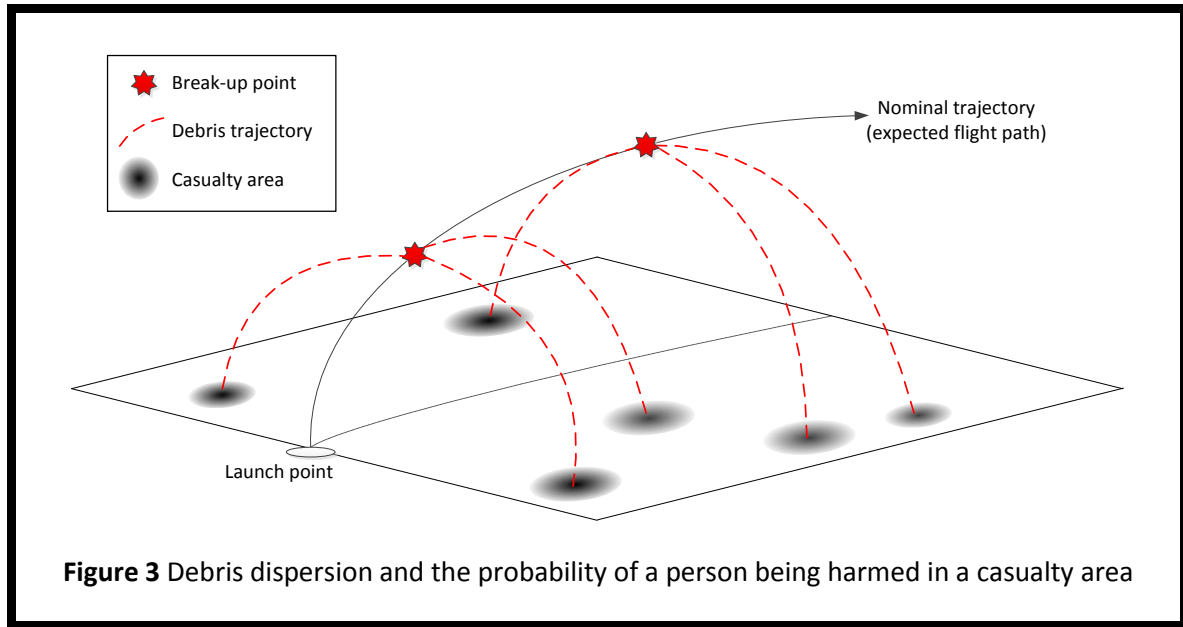 Break-up point
Debris trajectory
Casualty area
Nominal trajectory
(expected flight path)
Launch point
Figure 3 Debris dispersion and the probability of a person being harmed in a casualty area